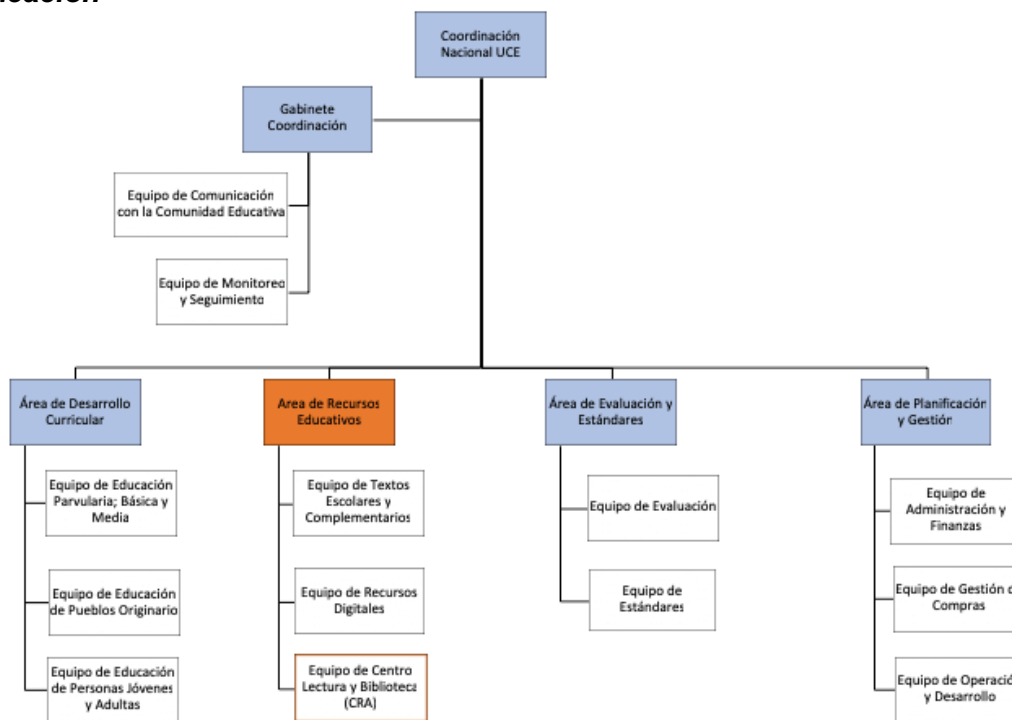 Coordinación
Nacional UCE
Gabinete
Coordinación
Equipo de Comunicación
con la Comunidad Educativa
Equipo de Monitoreo
y Seguimiento
Área de Desarrollo
Curricular
Area de Recursos
Educativos
Área de Evaluación y
Estándares
Área de Planificación
y Gestión
Equipo de Educación
Parvularia; Básica y
Media
Equipo de Textos
Escolares y
Complementarios
Equipo de Evaluación
Equipo de
Administración y
Finanzas
Equipo de Educación
de Pueblos Originario
Equipo de Recursos
Digitales
Equipo de
Estándares
Equipo de Gestión
Compras
Equipo de Educación
de Personas Jóvenes
y Adultas
Equipo de Centro
Lectura y Biblioteca
(CRA)
Equipo de Operación
y Desarrollo